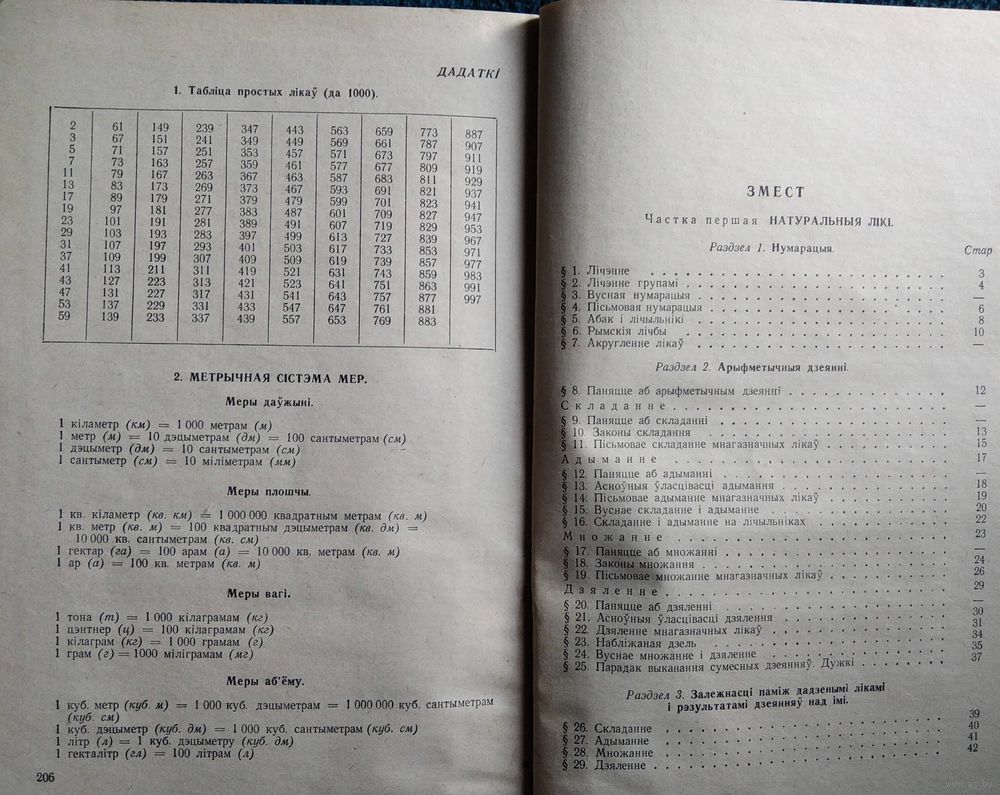 ДАДАТКІ
1. Табліца простых лікаў (да 1000).
2 61 149 239 347 443 563 659 773 887
3 67 151 241 349 449 569 661 787 907
5 71 157 251 353 457 571 673 797 911
7 73 163 257 359 461 577 677 809 919
11 79 167 263 367 463 587 683 811 929
13 83 173 269 373 467 593 691 821 937
17 89 179 271 379 479 599 701 823 941
19 97 181 277 383 487 601 709 827 947
23 101 191 281 389 491 607 719 829 953
29 103 193 283 397 499 613 727 839 967
31 107 197 293 401 503 617 733 853 971
37 109 199 307 409 509 619 739 857 977
41 113 211 311 419 521 631 743 859 983
43 127 223 313 421 523 641 751 863 991
47 131 227 317 431 541 643 757 877 997
53 137 229 331 433 547 647 761 881
59 139 233 337 439 557 653 769 883
2. МЕТРЫЧНАЯ СІСТЭМА МЕР.
Меры даўжыні.
1 кіламетр (км) = 1 000 метрам (м)
1 метр (м) = 10 дэцыметрам (дм) = 100 сантыметрам (см)
1 дэцыметр (дм) = 10 сантыметрам (см)
1 сантыметр (см) = 10 міліметрам (мм)
Меры плошчы.
1 кв. кіламетр (кв. км) = 1 000 000 квадратным метрам (кв. м)
1 кв. метр (кв. м) = 100 квадратным дэцыметрам (кв. дм) =
10 000 кв. сантыметрам (кв. см)
1 гектар (га) = 100 арам (а) = 10 000 кв. метрам (кв. м)
1 ар (а) = 100 кв. метрам (кв. м)
Меры вагі.
1 тона (т) = 1 000 кілаграмам (кг)
1 цэнтнер (ц) = 100 кілаграмам (кг)
1 кілаграм (кг) = 1 000 грамам (г)
1 грам (г) = 1000 міліграмам (мг)
Меры аб'ёму.
1 куб. метр (куб. м) = 1 000 куб. дэцыметрам = 1 000 000 куб. сантыметрам
(куб. см)
1 куб. дэцыметр (куб. дм) = 1 000 куб. сантыметрам (куб. см)
1 літр (л) = 1 куб. дэцыметру (куб. дм)
1 гекталітр (гл) = 100 літрам (л)
206
ЗМЕСТ
Частка першая НАТУРАЛЬНЫЯ ЛІКІ.
Раздзел 1. Нумарацыя.
Стар
§ 1. Лічэнне 3
§ 2. Лічэнне групамі 4
§ 3. Вусная нумарацыя —
§ 4. Пісьмовая нумарацыя 6
§ 5. Абак і лічыльнікі 8
§ 6. Рымскія лічбы 10
§ 7. Акругленне лікаў —
Раздзел 2. Арыфметычныя дзеянні.
§ 8. Паняцце аб арыфметычным дзеянні 12
Складанне —
§ 9. Паняцце аб складанні —
§ 10. Законы складання 13
§ 11. Пісьмовае складанне мнагазначных лікаў 15
Адыманне 17
§ 12. Паняцце аб адыманні —
§ 13. Асноўныя ўласцівасці адымання 18
§ 14. Пісьмовае адыманне мнагазначных лікаў 19
§ 15. Вуснае складанне і адыманне 20
§ 16. Складанне і адыманне на лічыльніках 22
Множанне 23
§ 17. Паняцце аб множанні —
§ 18. Законы множання 24
§ 19. Пісьмовае множанне мнагазначных лікаў 26
Дзяленне 29
§ 20. Паняцце аб дзяленні —
§ 21. Асноўныя ўласцівасці дзялення 30
§ 22. Дзяленне мнагазначных лікаў 31
§ 23. Набліжаная дзель 34
§ 24. Вуснае множанне і дзяленне 35
§ 25. Парадак выканання сумесных дзеянняў. Дужкі 37
Раздзел 3. Залежнасці паміж дадзенымі лікамі
і рэзультатамі дзеянняў над імі.
§ 26. Складанне 39
§ 27. Адыманне 40
§ 28. Множанне 41
§ 29. Дзяленне 42
www.ay.by